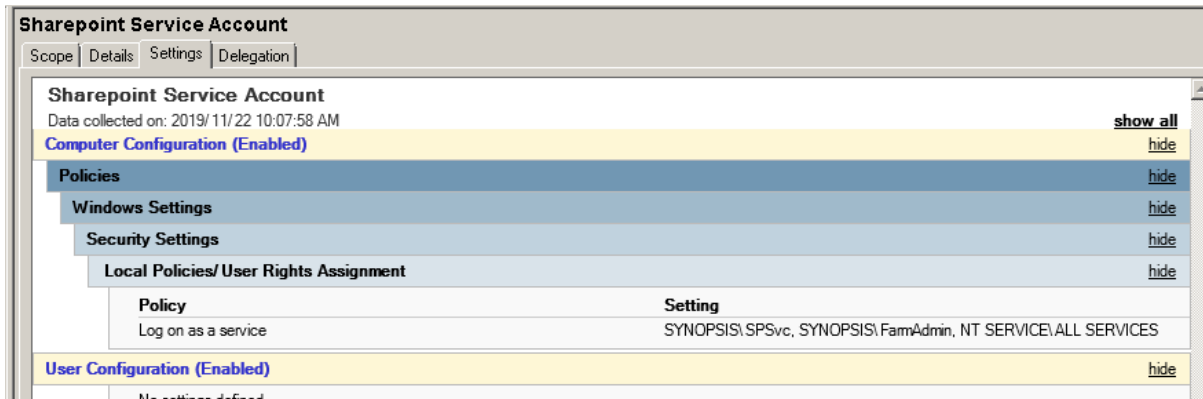 Sharepoint Service Account
Scope Details Settings Delegation
Sharepoint Service Account
Data collected on: 2019/11/22 10:07:58 AM show all
Computer Configuration (Enabled) hide
Policies hide
Windows Settings hide
Security Settings hide
Local Policies/User Rights Assignment hide
Policy Setting
Log on as a service SYNOPSIS\SPSvc, SYNOPSIS\FarmAdmin, NT SERVICE\ALL SERVICES
User Configuration (Enabled) hide
No settings defined